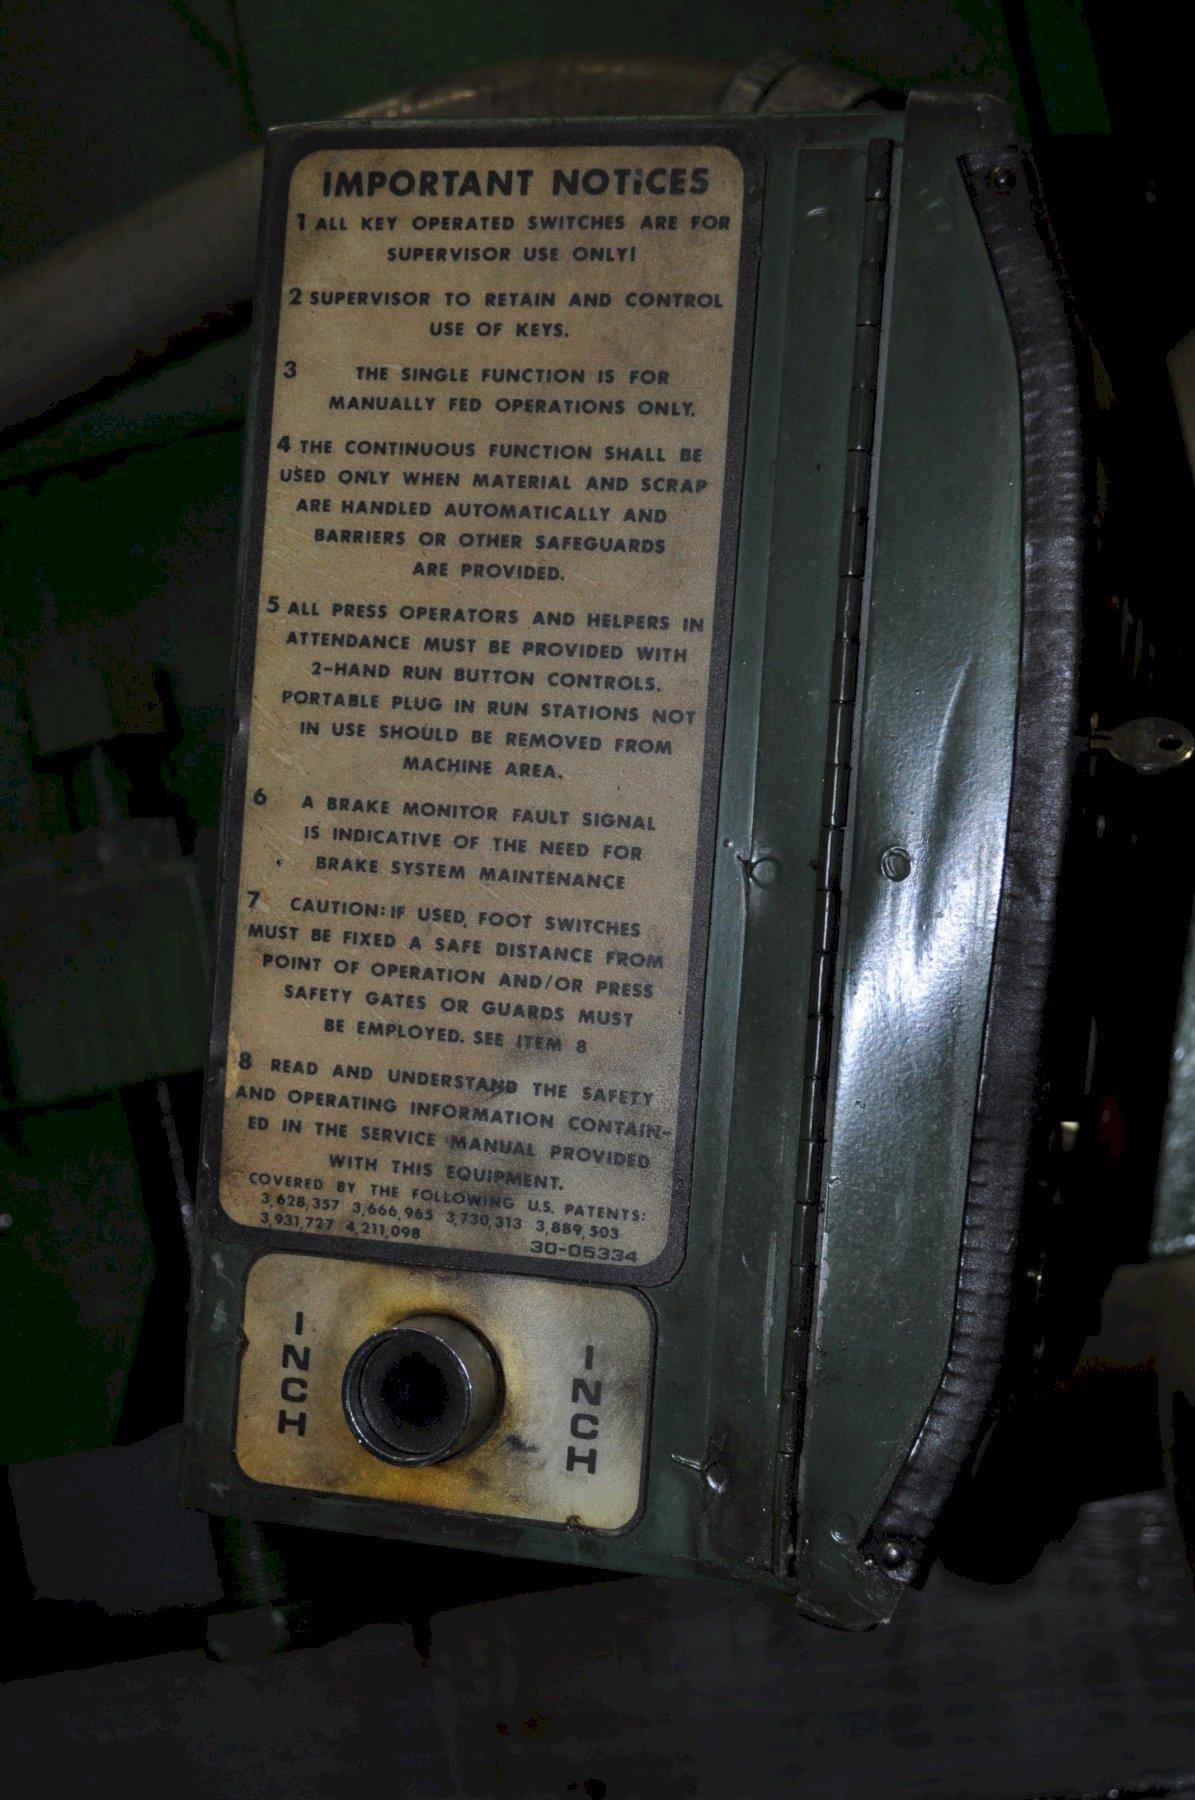 IMPORTANT NOTICES
1 ALL KEY OPERATED SWITCHES ARE FOR
SUPERVISOR USE ONLY!
2 SUPERVISOR TO RETAIN AND CONTROL
USE OF KEYS.
3 THE SINGLE FUNCTION IS FOR
MANUALLY FED OPERATIONS ONLY.
4 THE CONTINUOUS FUNCTION SHALL BE
USED ONLY WHEN MATERIAL AND SCRAP
ARE HANDLED AUTOMATICALLY AND
BARRIERS OR OTHER SAFEGUARDS
ARE PROVIDED.
5 ALL PRESS OPERATORS AND HELPERS IN
ATTENDANCE MUST BE PROVIDED WITH
2-HAND RUN BUTTON CONTROLS.
PORTABLE PLUG IN RUN STATIONS NOT
IN USE SHOULD BE REMOVED FROM
MACHINE AREA.
6 A BRAKE MONITOR FAULT SIGNAL
IS INDICATIVE OF THE NEED FOR
BRAKE SYSTEM MAINTENANCE
7 CAUTION: IF USED, FOOT SWITCHES
MUST BE FIXED A SAFE DISTANCE FROM
POINT OF OPERATION AND/OR PRESS
SAFETY GATES OR GUARDS MUST
BE EMPLOYED. SEE ITEM 8
8 READ AND UNDERSTAND THE SAFETY
AND OPERATING INFORMATION CONTAIN-
ED IN THE SERVICE MANUAL PROVIDED
WITH THIS EQUIPMENT.
COVERED BY THE FOLLOWING U.S. PATENTS:
3,628,357 3,666,965 3,730,313 3,889,503
3,931,727 4,211,098
30-05334
INCH
INCH